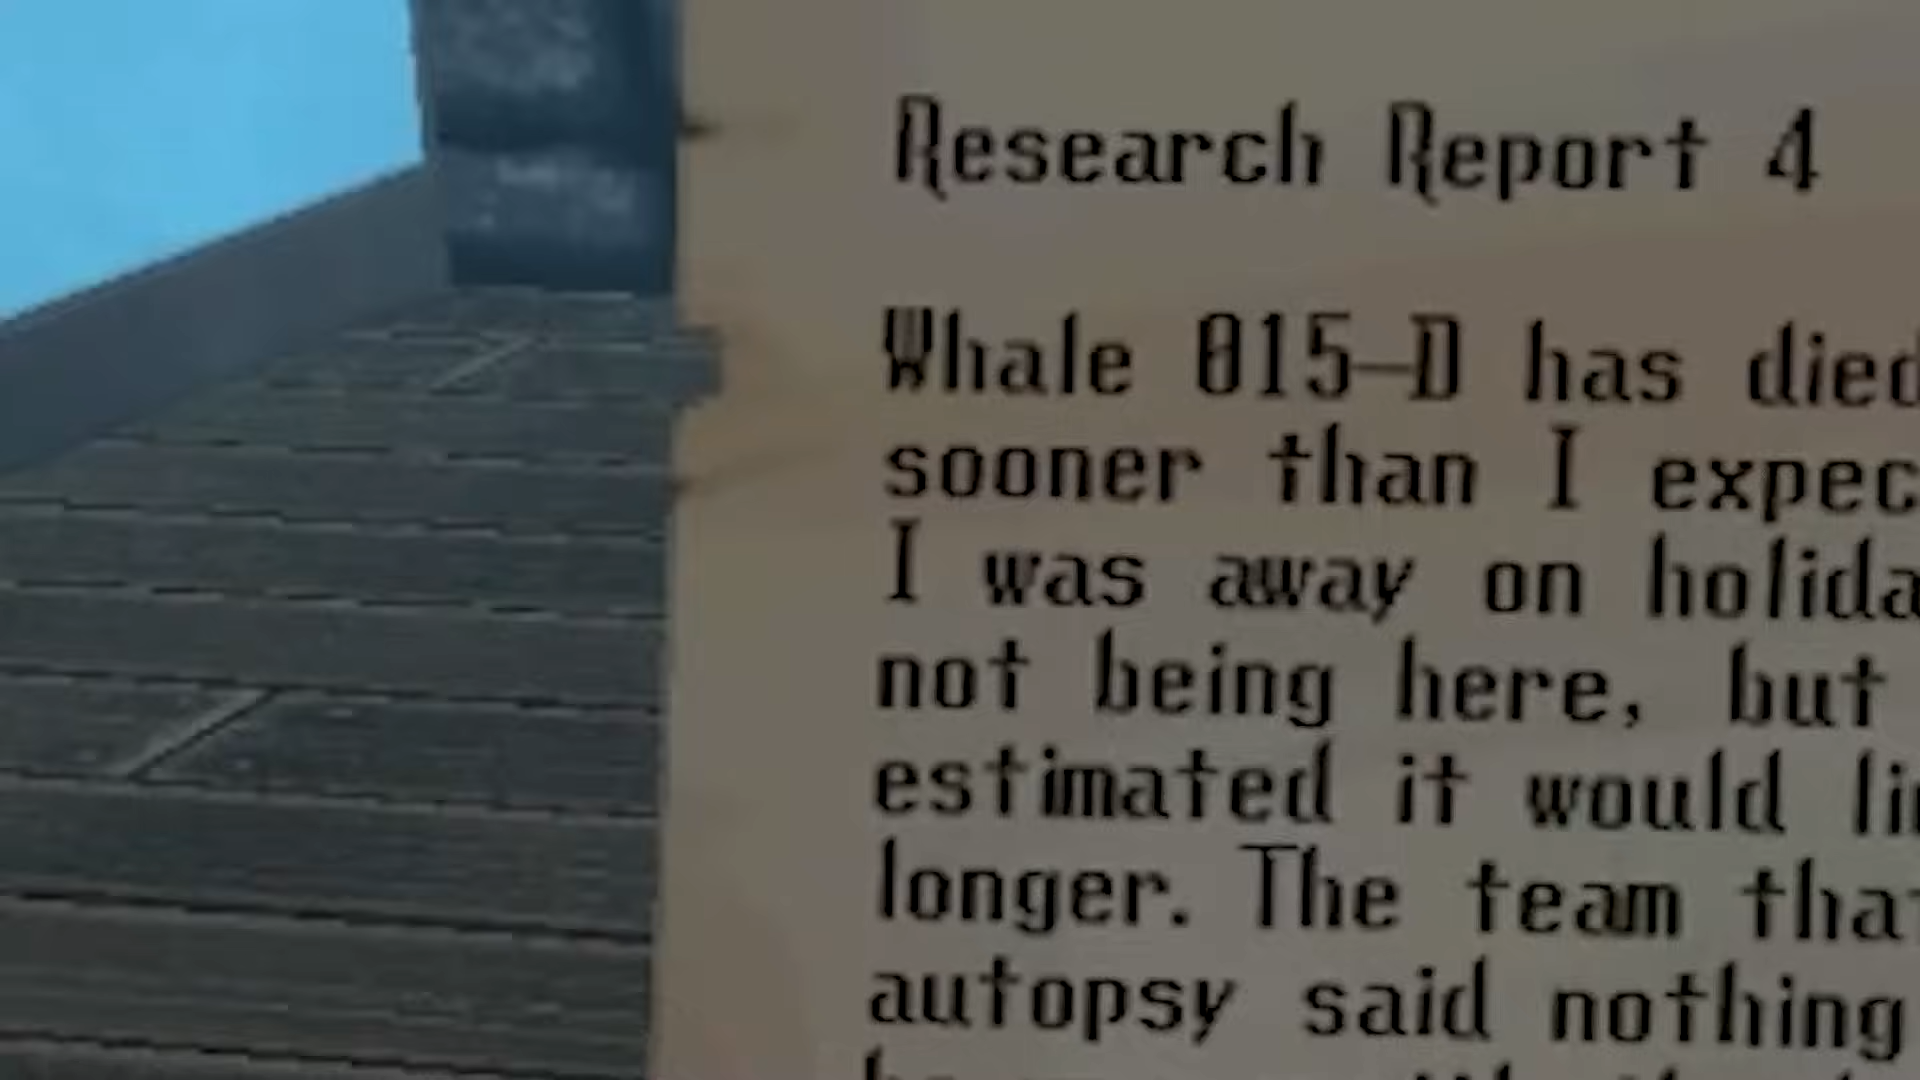 Research Report 4
Whale 015-D has died
sooner than I expec
I was away on holida
not being here, but
estimated it would li
longer. The team that
autopsy said nothing